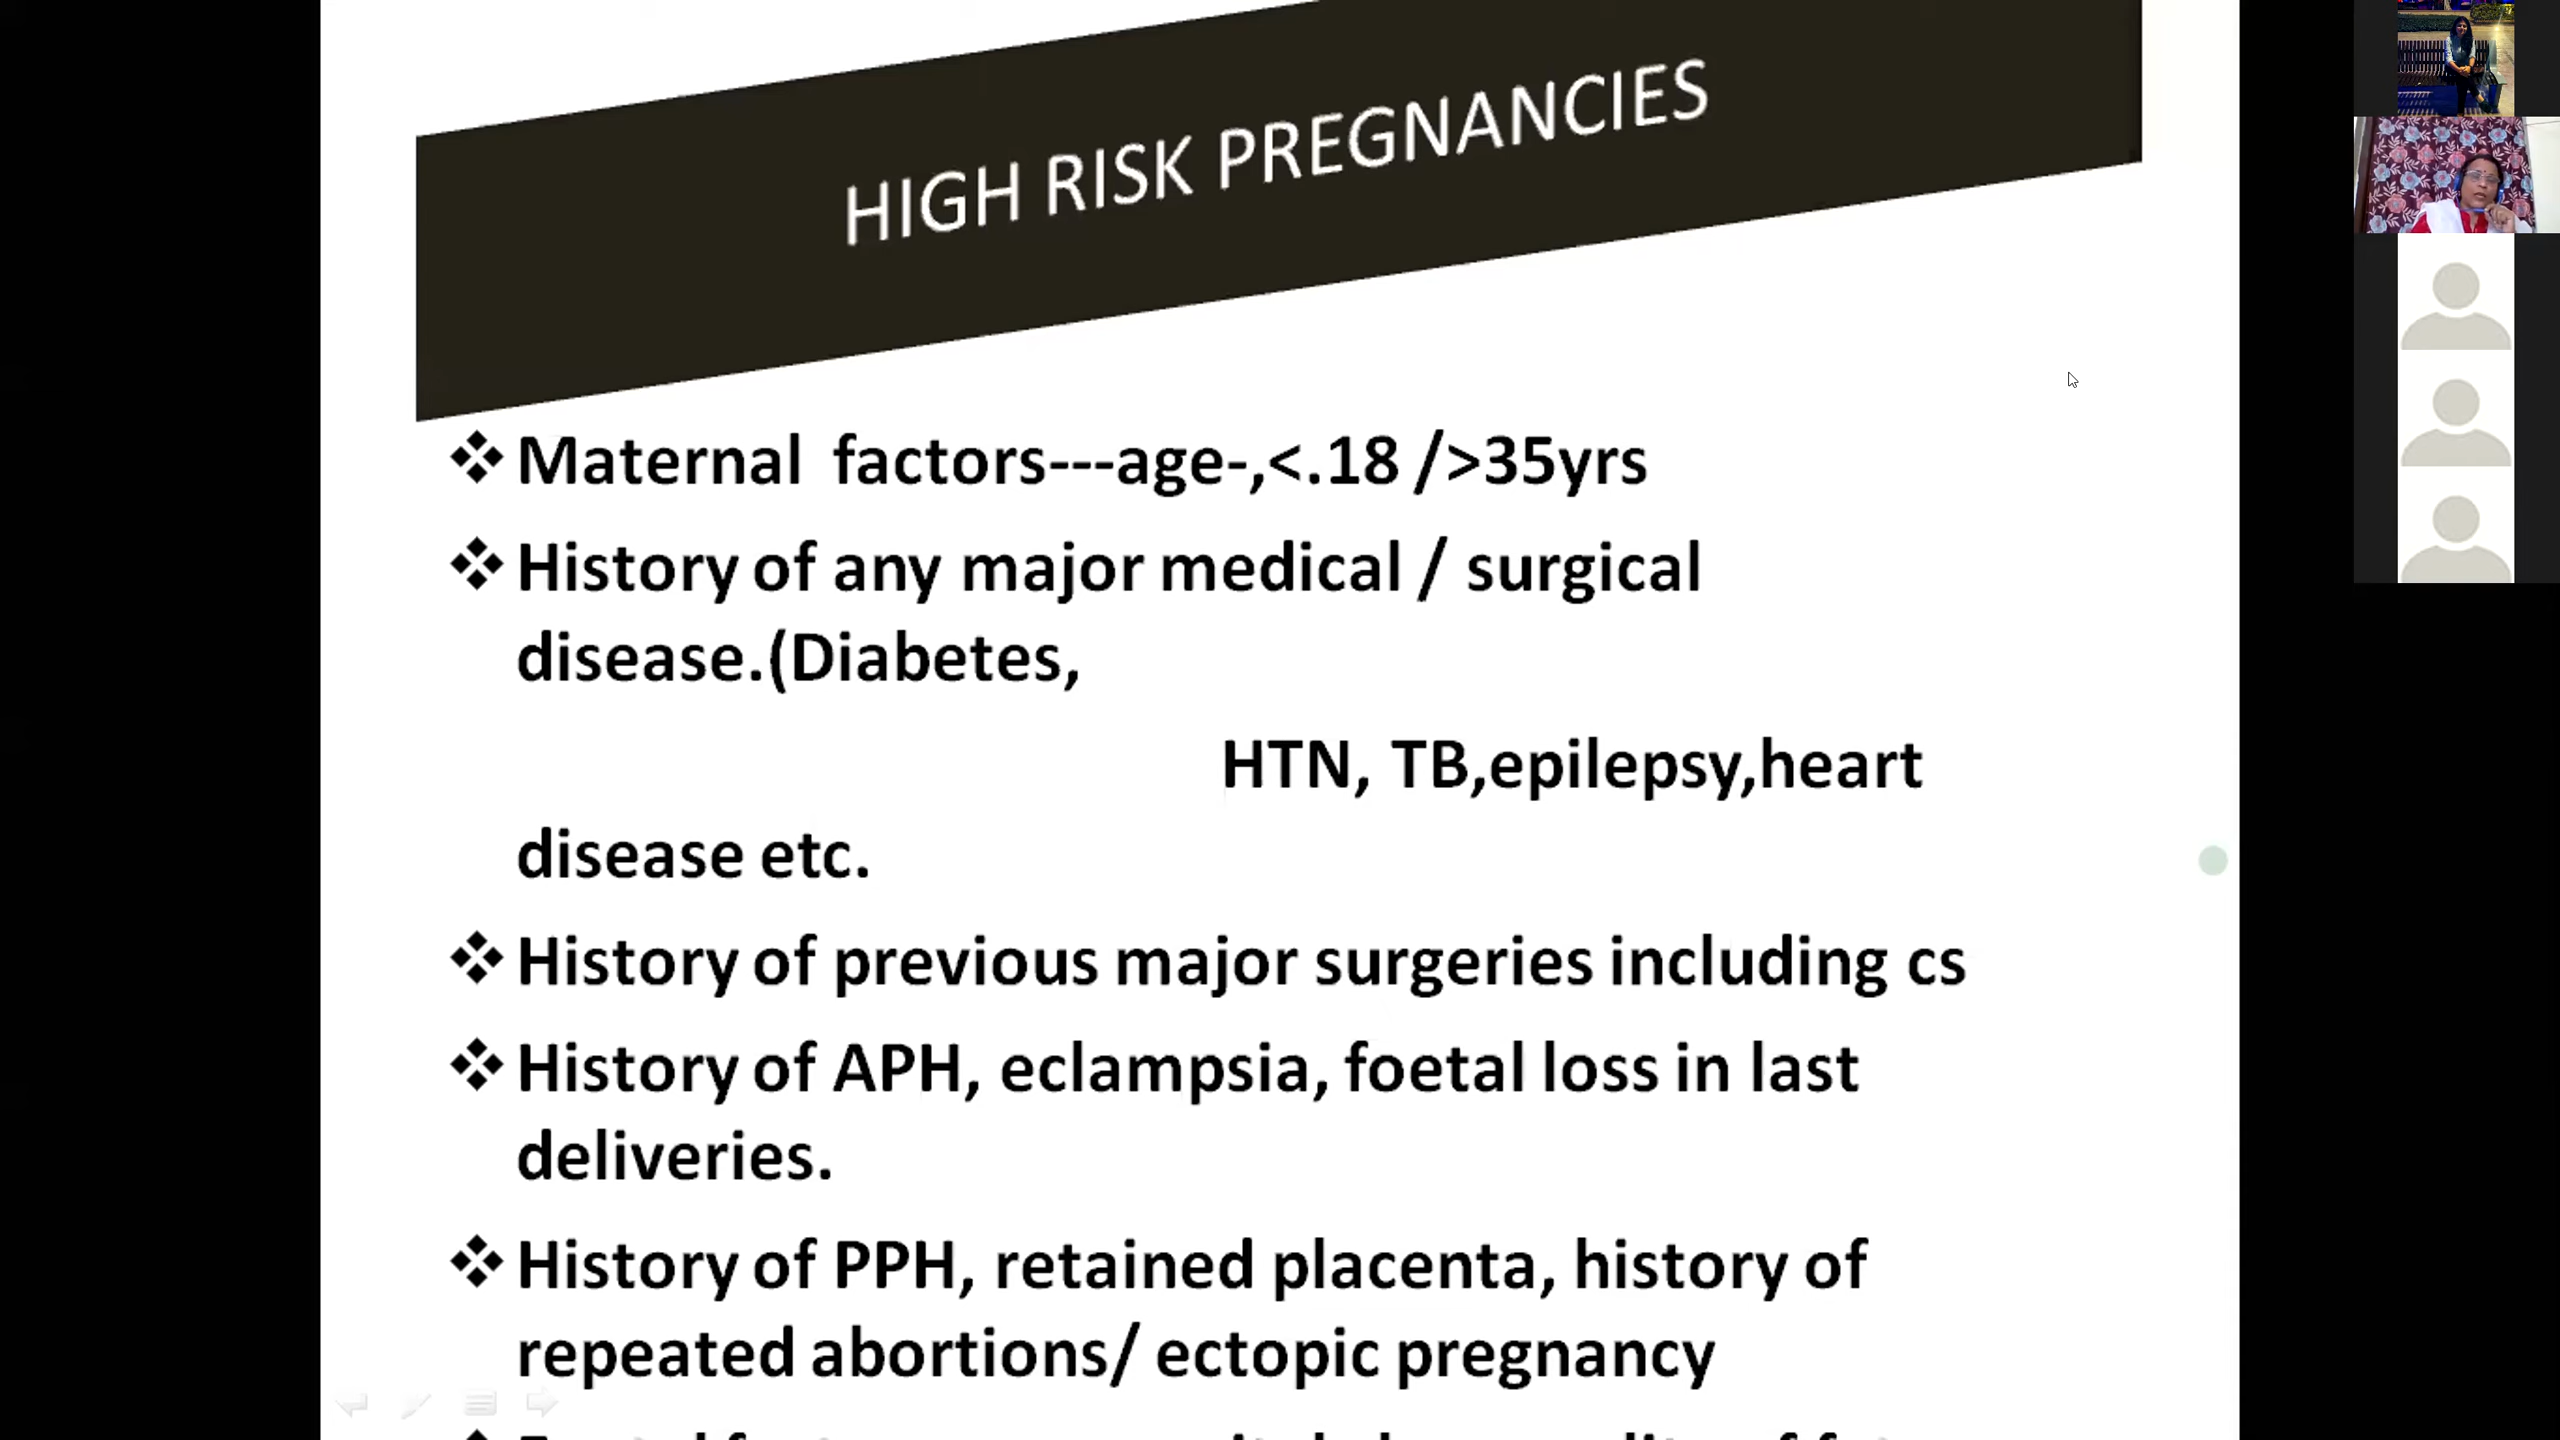 HIGH RISK PREGNANCIES
❖ Maternal factors---age-,<.18 />35yrs
❖ History of any major medical / surgical
disease.(Diabetes,
HTN, TB,epilepsy,heart
disease etc.
❖ History of previous major surgeries including cs
❖ History of APH, eclampsia, foetal loss in last
deliveries.
❖ History of PPH, retained placenta, history of
repeated abortions/ ectopic pregnancy